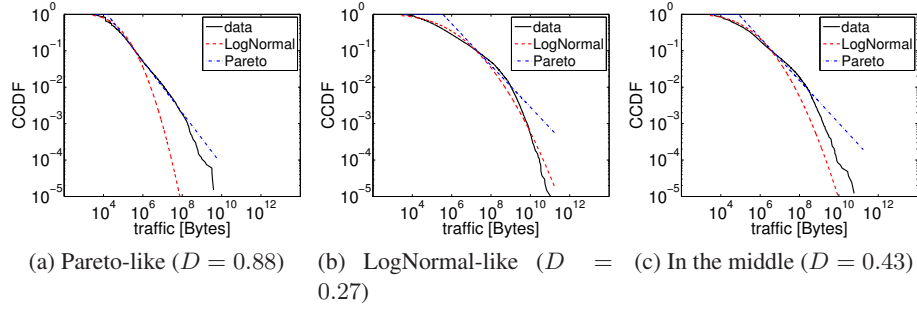 10^0
10^-1
10^-2
10^-3
10^-4
10^-5
CCDF
10^4 10^6 10^8 10^10 10^12
traffic [Bytes]
data
LogNormal
Pareto
(a) Pareto-like (D = 0.88)
10^0
10^-1
10^-2
10^-3
10^-4
10^-5
CCDF
10^4 10^6 10^8 10^10 10^12
traffic [Bytes]
data
LogNormal
Pareto
(b) LogNormal-like (D =
0.27)
10^0
10^-1
10^-2
10^-3
10^-4
10^-5
CCDF
10^4 10^6 10^8 10^10 10^12
traffic [Bytes]
data
LogNormal
Pareto
(c) In the middle (D = 0.43)